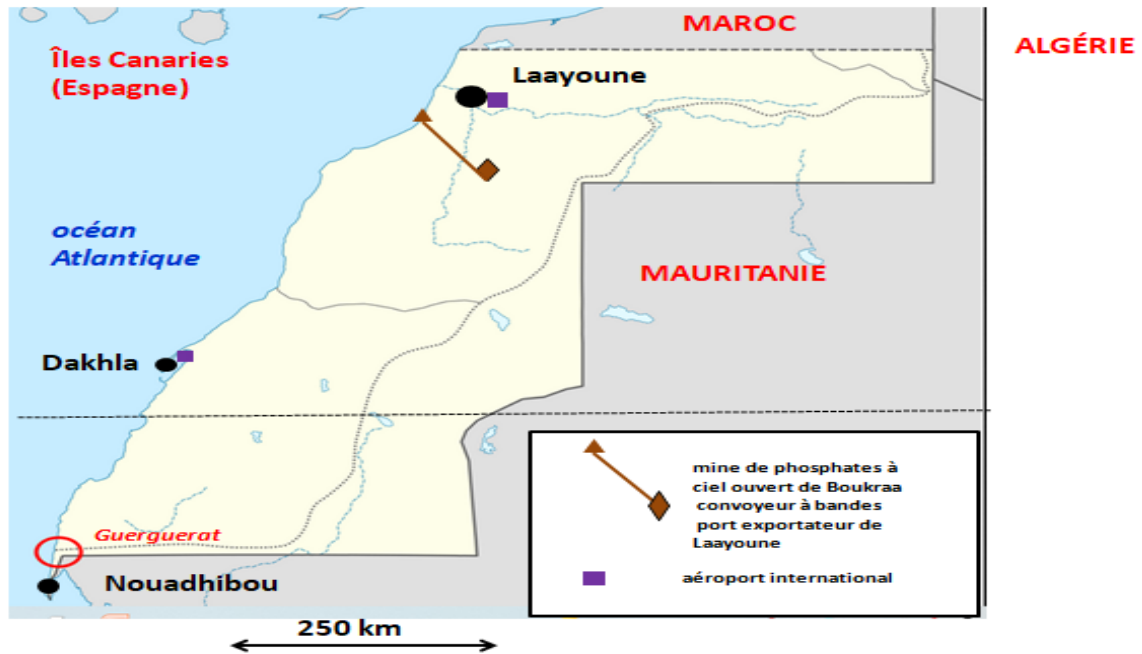 MAROC
ALGÉRIE
Îles Canaries
(Espagne)
Laayoune
océan
Atlantique
MAURITANIE
Dakhla
Guerguerat
Nouadhibou
mine de phosphates à
ciel ouvert de Boukraa
convoyeur à bandes
port exportateur de
Laayoune
aéroport international
250 km